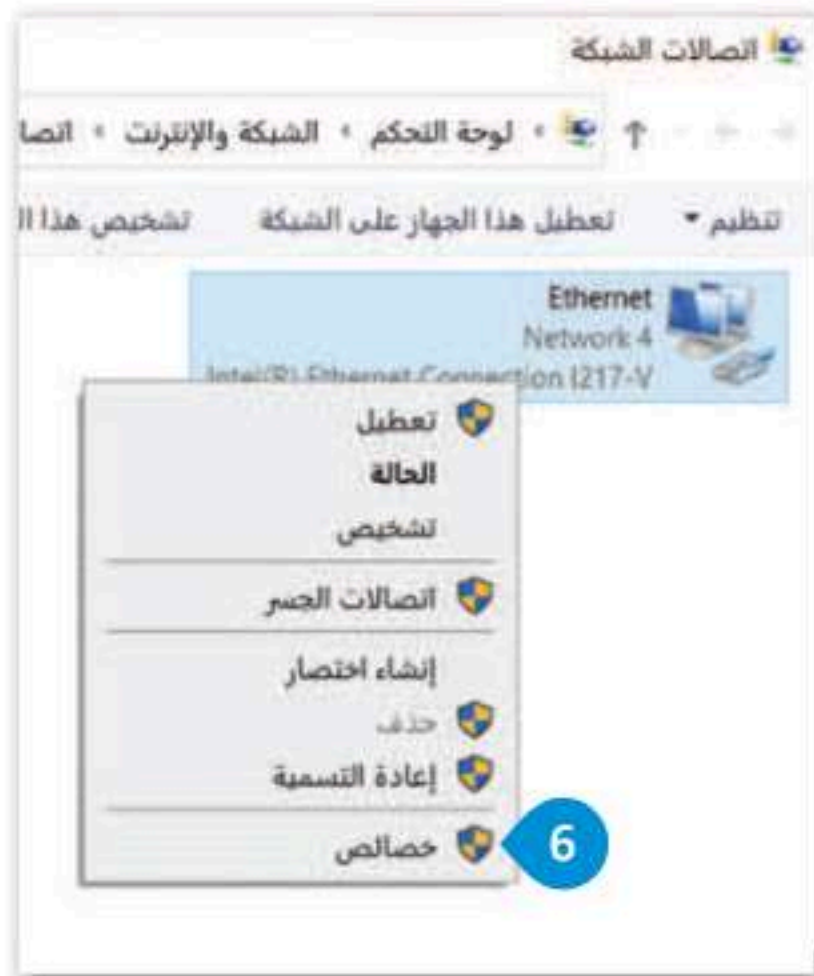 اتصالات الشبكة
لوحة التحكم › الشبكة والإنترنت › اتصا
تنظيم تعطيل هذا الجهاز على الشبكة تشخيص هذا ا
Ethernet
Network 4
Intel(R) Ethernet Connection I217-V
تعطيل
الحالة
تشخيص
اتصالات الجسر
إنشاء اختصار
حذف
إعادة التسمية
خصائص
6